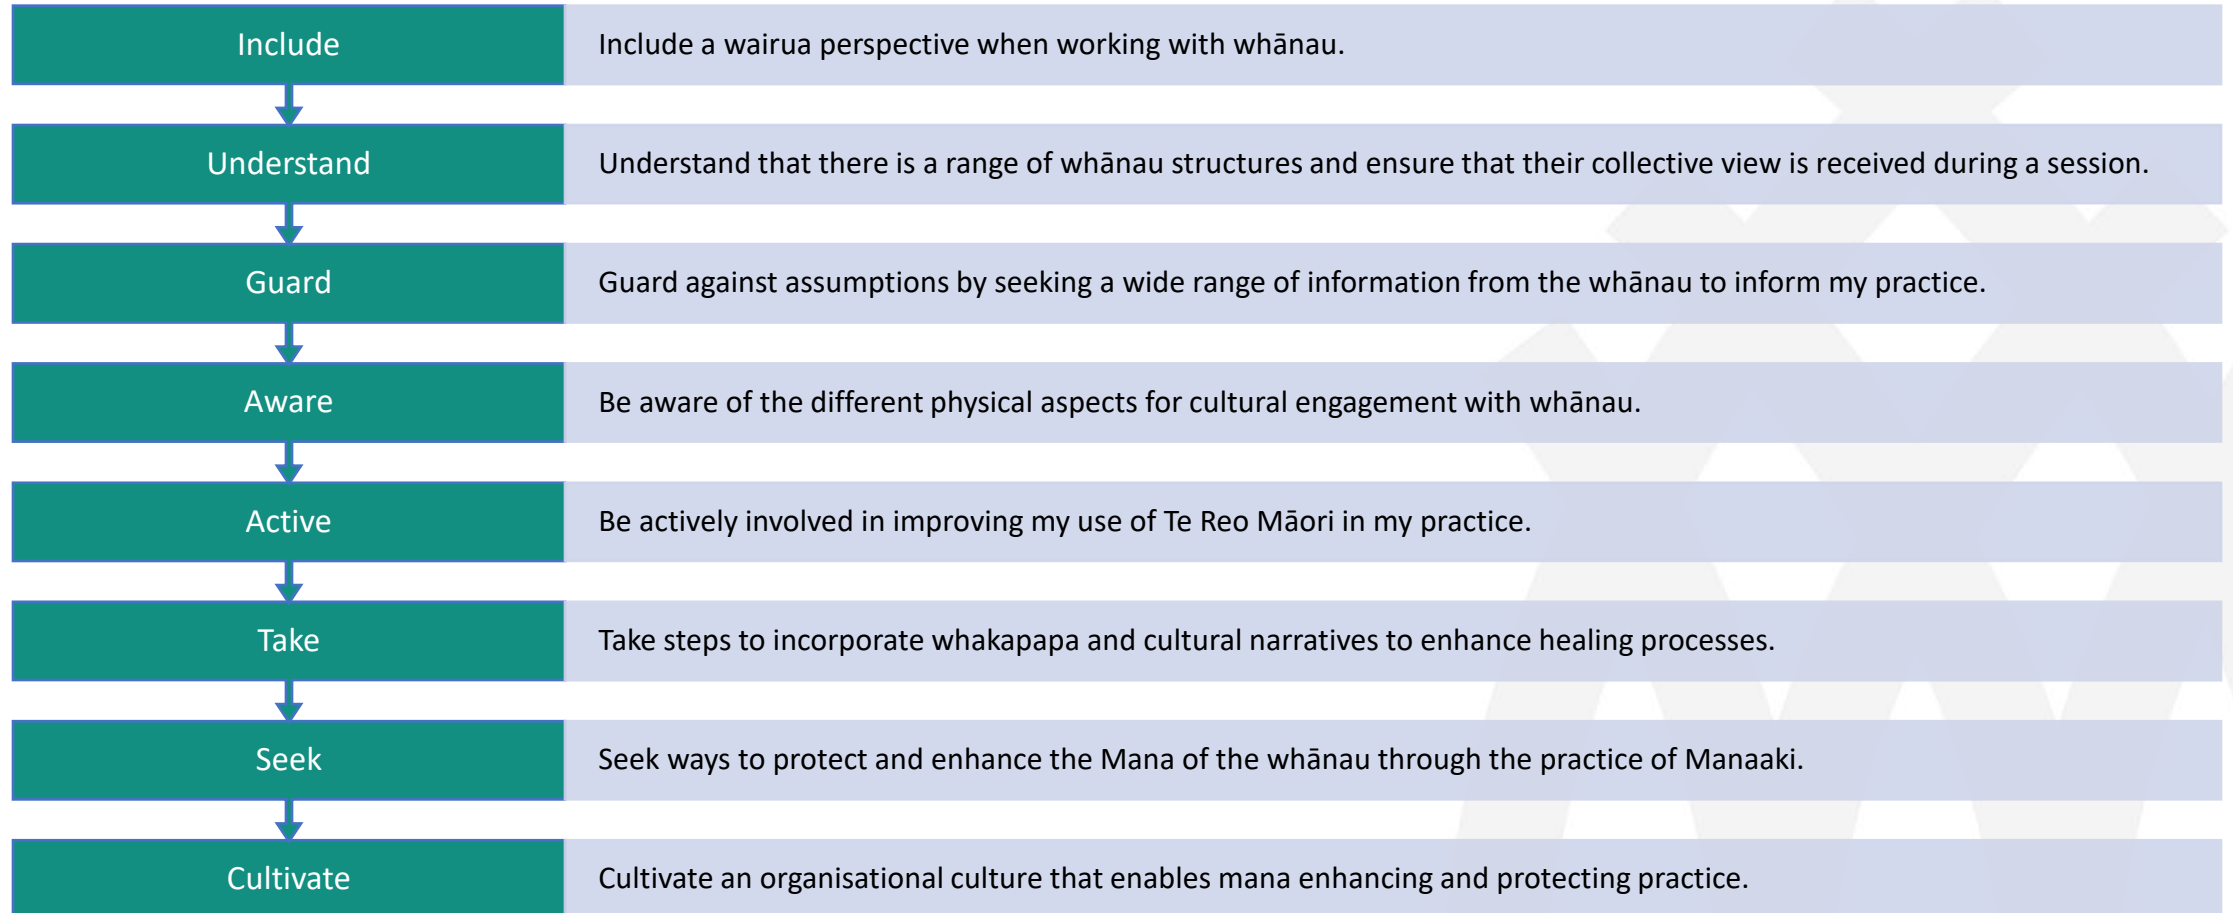 Include
Include a wairua perspective when working with whānau.
Understand
Understand that there is a range of whānau structures and ensure that their collective view is received during a session.
Guard
Guard against assumptions by seeking a wide range of information from the whānau to inform my practice.
Aware
Be aware of the different physical aspects for cultural engagement with whānau.
Active
Be actively involved in improving my use of Te Reo Māori in my practice.
Take
Take steps to incorporate whakapapa and cultural narratives to enhance healing processes.
Seek
Seek ways to protect and enhance the Mana of the whānau through the practice of Manaaki.
Cultivate
Cultivate an organisational culture that enables mana enhancing and protecting practice.